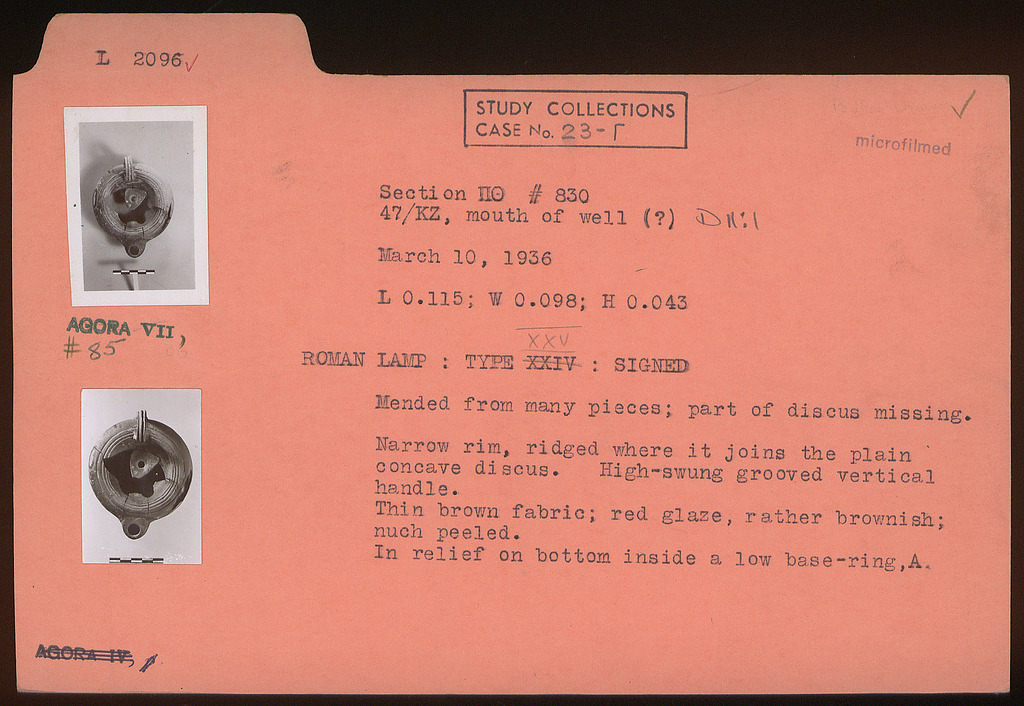 L 2096 ✓
STUDY COLLECTIONS
CASE No. 23-Γ
✓
microfilmed
Section ΠΘ # 830
47/KZ, mouth of well (?)
March 10, 1936
L 0.115; W 0.098; H 0.043
AGORA VII,
# 85
XXV
ROMAN LAMP : TYPE XXIV : SIGNED
Mended from many pieces; part of discus missing.
Narrow rim, ridged where it joins the plain
concave discus. High-swung grooved vertical
handle.
Thin brown fabric; red glaze, rather brownish;
nuch peeled.
In relief on bottom inside a low base-ring,A.
AGORA IV,